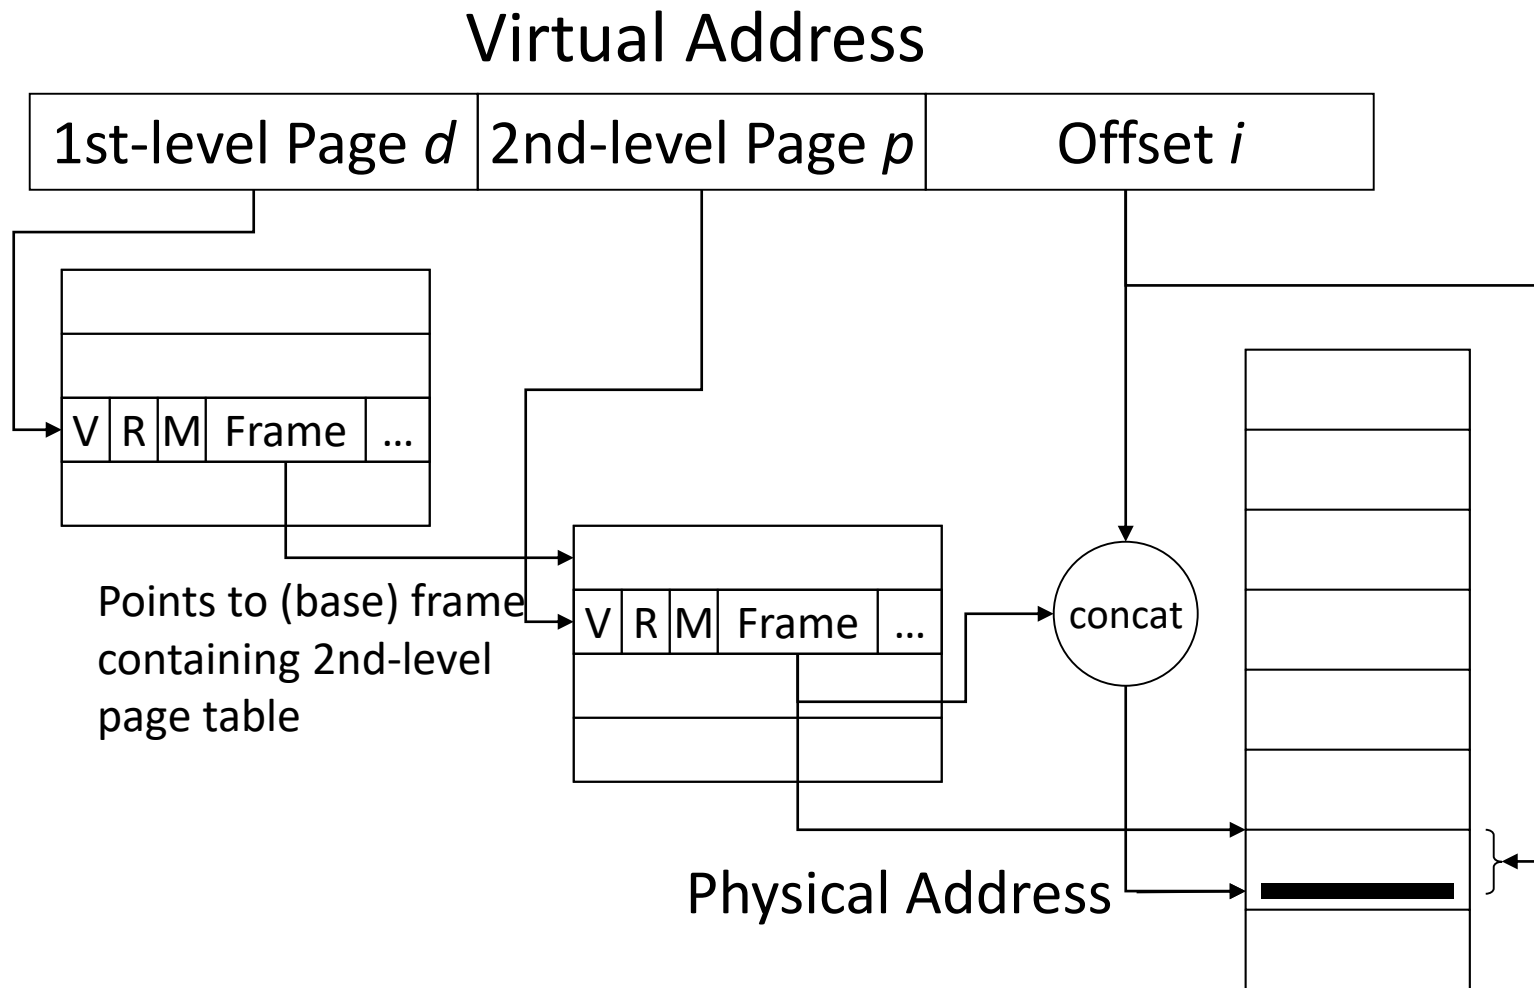 Virtual Address
1st-level Page d
2nd-level Page p
Offset i
V R M Frame ...
Points to (base) frame
containing 2nd-level
page table
V R M Frame ...
concat
Physical Address